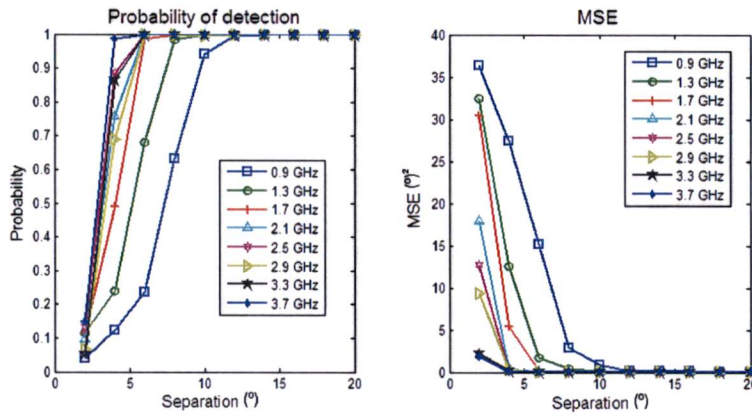 Probability of detection
1
0.9
0.8
0.7
0.6
0.5
0.4
0.3
0.2
0.1
0
Probability
0.9 GHz
1.3 GHz
1.7 GHz
2.1 GHz
2.5 GHz
2.9 GHz
3.3 GHz
3.7 GHz
0 5 10 15 20
Separation (º)
MSE
40
35
30
25
20
15
10
5
0
MSE (º)²
0.9 GHz
1.3 GHz
1.7 GHz
2.1 GHz
2.5 GHz
2.9 GHz
3.3 GHz
3.7 GHz
0 5 10 15 20
Separation (º)